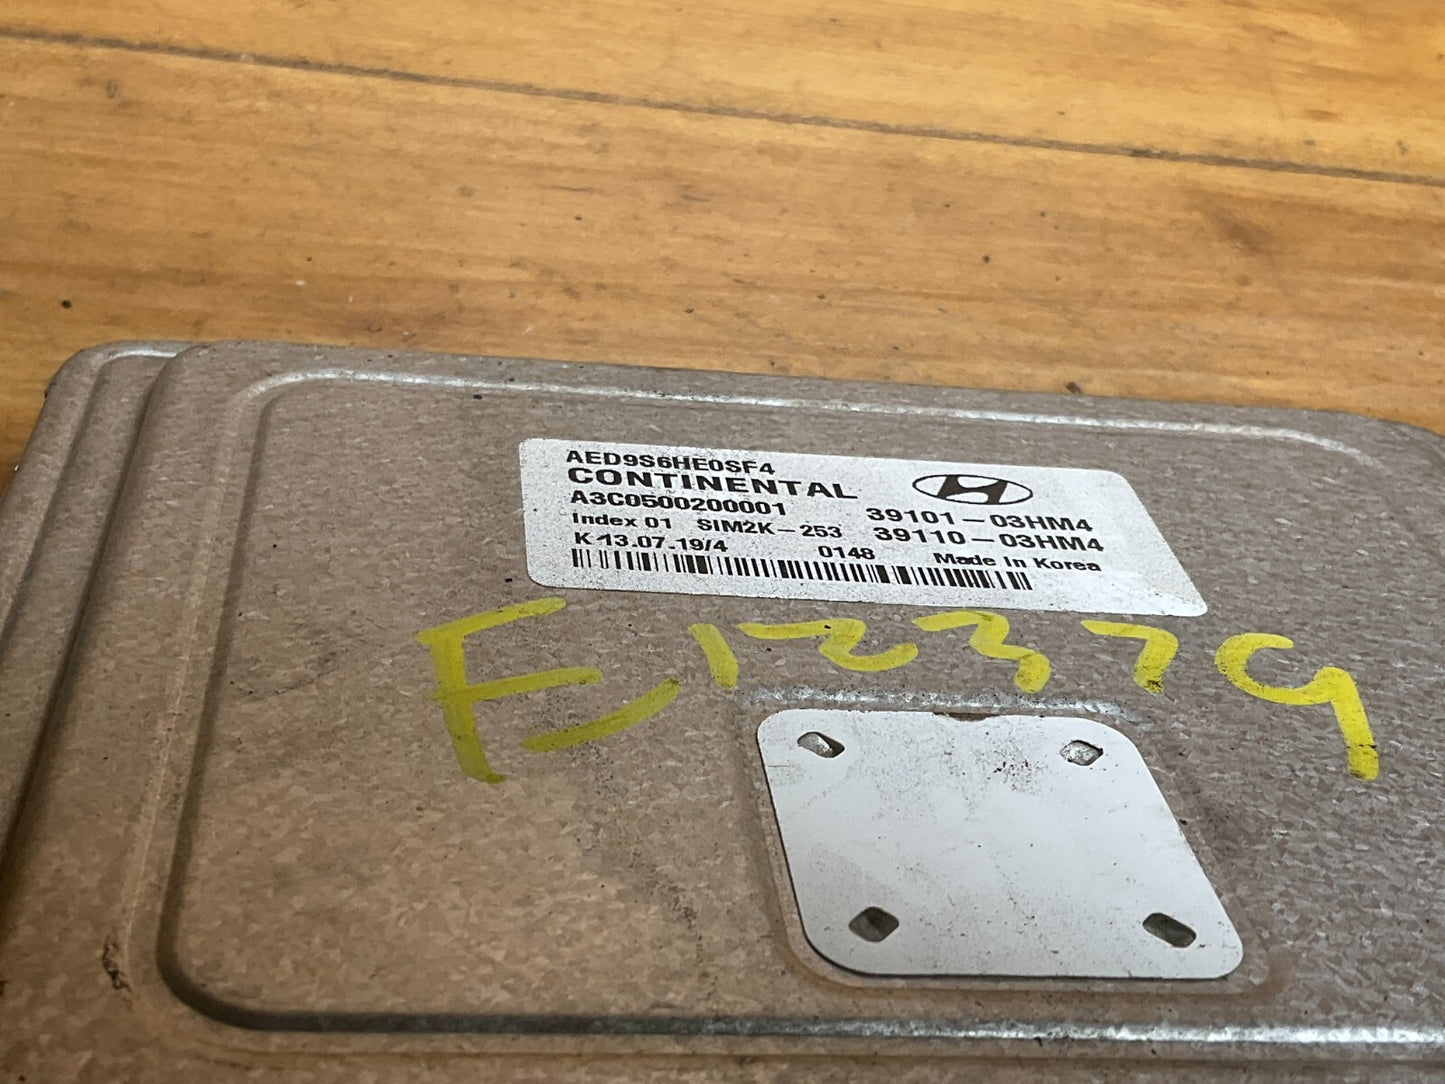 AED9S6HE0SF4
CONTINENTAL
A3C0500200001 39101-03HM4
Index 01 SIM2K-253 39110-03HM4
K 13.07.19/4 0148 Made In Korea
E12379